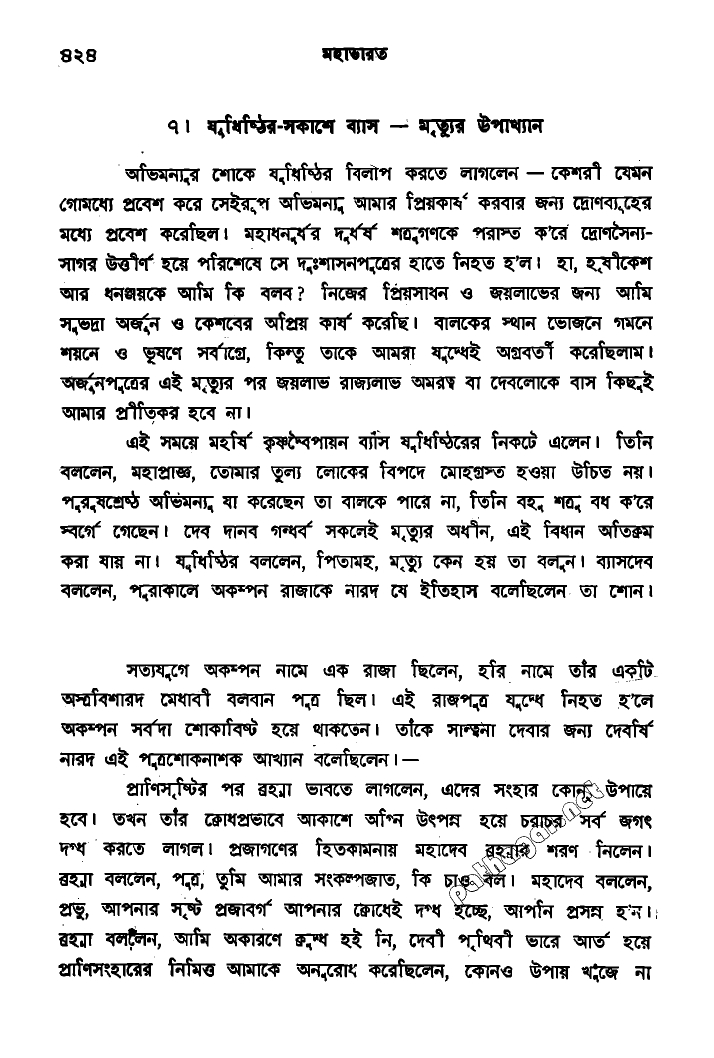 ৪২৪ মহাভারত
৭। যুধিষ্ঠির-সকাশে ব্যাস — মৃত্যুর উপাখ্যান
অভিমন্যুর শোকে যুধিষ্ঠির বিলাপ করতে লাগলেন — কেশরী যেমন
গোমধ্যে প্রবেশ করে সেইরূপ অভিমন্যু আমার প্রিয়কার্য করবার জন্য দ্রোণব্যূহের
মধ্যে প্রবেশ করেছিল। মহাধনুর্ধর দুর্ধর্ষ শত্রুগণকে পরাস্ত ক'রে দ্রোণসৈন্য-
সাগর উত্তীর্ণ হয়ে পরিশেষে সে দুঃশাসনপুত্রের হাতে নিহত হ'ল। হা, হৃষীকেশ
আর ধনঞ্জয়কে আমি কি বলব? নিজের প্রিয়সাধন ও জয়লাভের জন্য আমি
সুভদ্রা অর্জুন ও কেশবের অপ্রিয় কার্য করেছি। বালকের স্থান ভোজনে গমনে
শয়নে ও ভূষণে সর্বাগ্রে, কিন্তু তাকে আমরা যুদ্ধেই অগ্রবর্তী করেছিলাম।
অর্জুনপুত্রের এই মৃত্যুর পর জয়লাভ রাজ্যলাভ অমরত্ব বা দেবলোকে বাস কিছুই
আমার প্রীতিকর হবে না।
এই সময়ে মহর্ষি কৃষ্ণদ্বৈপায়ন ব্যাস যুধিষ্ঠিরের নিকটে এলেন। তিনি
বললেন, মহাপ্রাজ্ঞ, তোমার তুল্য লোকের বিপদে মোহগ্রস্ত হওয়া উচিত নয়।
পুরুষশ্রেষ্ঠ অভিমন্যু যা করেছেন তা বালকে পারে না, তিনি বহু শত্রু বধ ক'রে
স্বর্গে গেছেন। দেব দানব গন্ধর্ব সকলেই মৃত্যুর অধীন, এই বিধান অতিক্রম
করা যায় না। যুধিষ্ঠির বললেন, পিতামহ, মৃত্যু কেন হয় তা বলুন। ব্যাসদেব
বললেন, পুরাকালে অকম্পন রাজাকে নারদ যে ইতিহাস বলেছিলেন তা শোন।
সত্যযুগে অকম্পন নামে এক রাজা ছিলেন, হরি নামে তাঁর একটি
অস্ত্রবিশারদ মেধাবী বলবান পুত্র ছিল। এই রাজপুত্র যুদ্ধে নিহত হ'লে
অকম্পন সর্বদা শোকাবিষ্ট হয়ে থাকতেন। তাঁকে সান্ত্বনা দেবার জন্য দেবর্ষি
নারদ এই পুত্রশোকনাশক আখ্যান বলেছিলেন।—
প্রাণিসৃষ্টির পর ব্রহ্মা ভাবতে লাগলেন, এদের সংহার কোন্ উপায়ে
হবে। তখন তাঁর ক্রোধপ্রভাবে আকাশে অগ্নি উৎপন্ন হয়ে চরাচর সর্ব জগৎ
দগ্ধ করতে লাগল। প্রজাগণের হিতকামনায় মহাদেব ব্রহ্মার শরণ নিলেন।
ব্রহ্মা বললেন, পুত্র, তুমি আমার সংকল্পজাত, কি চাও বল। মহাদেব বললেন,
প্রভু, আপনার সৃষ্ট প্রজাবর্গ আপনার ক্রোধেই দগ্ধ হচ্ছে, আপনি প্রসন্ন হ'ন।
ব্রহ্মা বললেন, আমি অকারণে ক্রুদ্ধ হই নি, দেবী পৃথিবী ভারে আর্ত হয়ে
প্রাণিসংহারের নিমিত্ত আমাকে অনুরোধ করেছিলেন, কোনও উপায় খুঁজে না
pathagar.net